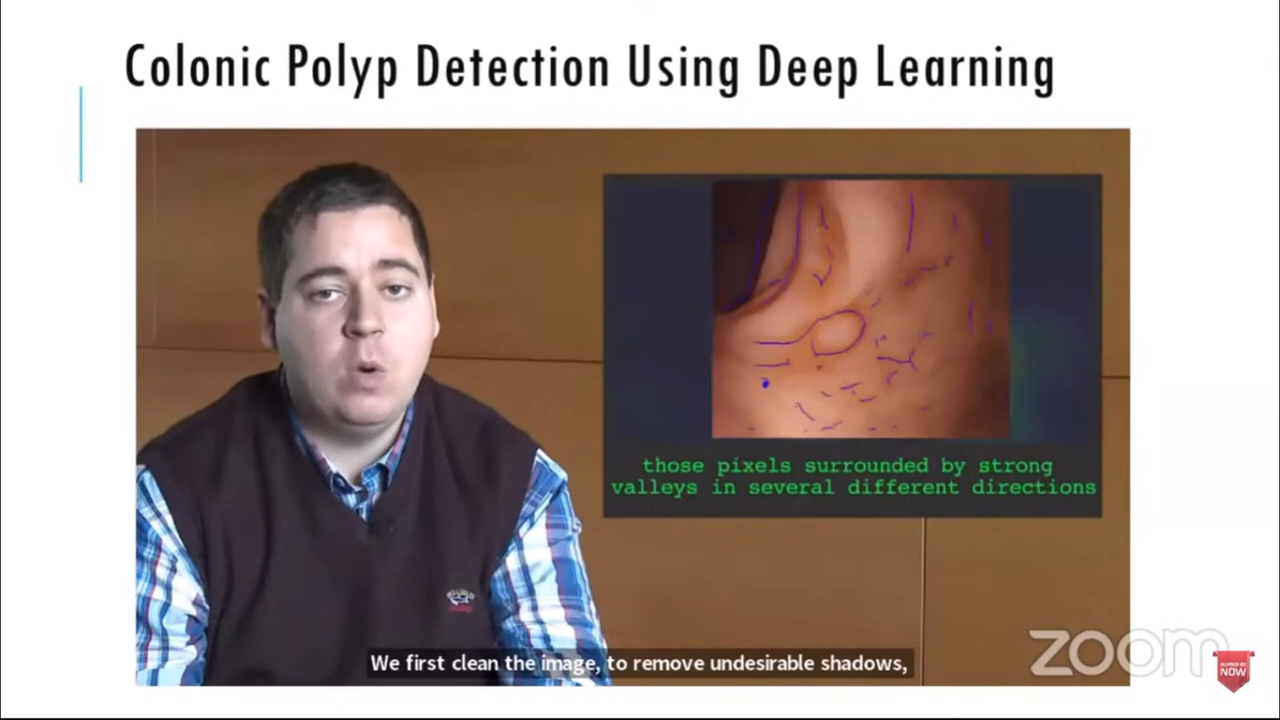 Colonic Polyp Detection Using Deep Learning
those pixels surrounded by strong
valleys in several different directions
We first clean the image, to remove undesirable shadows,
zoom
NOW